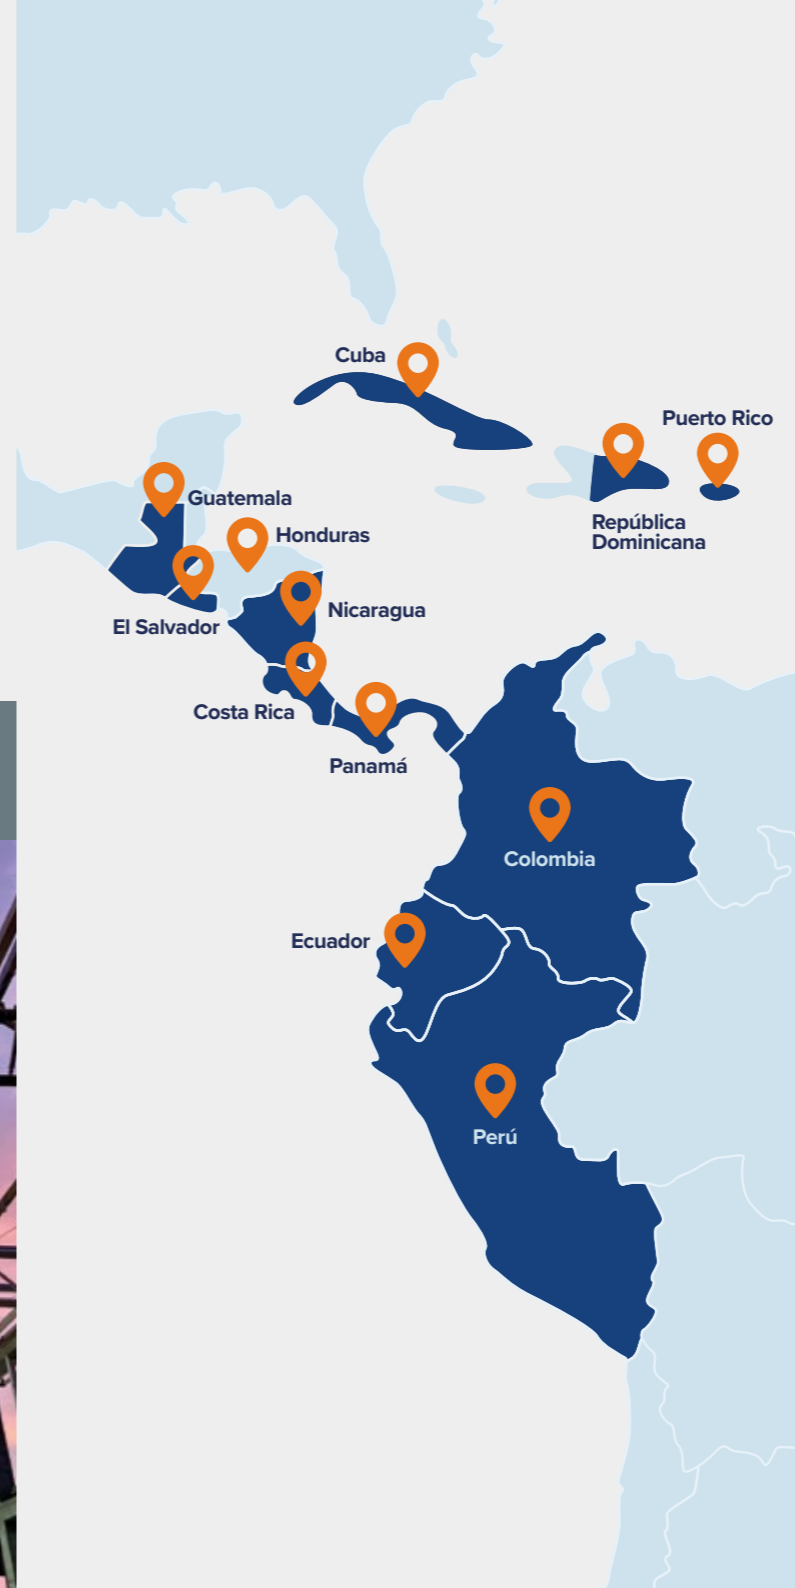 Cuba
Puerto Rico
Guatemala
República
Dominicana
Honduras
Nicaragua
El Salvador
Costa Rica
Panamá
Colombia
Ecuador
Perú